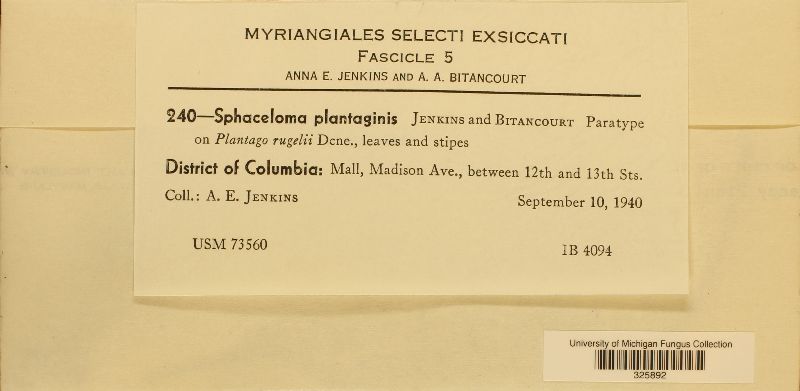 MYRIANGIALES SELECTI EXSICCATI
FASCICLE 5
ANNA E. JENKINS AND A. A. BITANCOURT
240—Sphaceloma plantaginis JENKINS and BITANCOURT Paratype
on Plantago rugelii Dcne., leaves and stipes
District of Columbia: Mall, Madison Ave., between 12th and 13th Sts.
Coll.: A. E. JENKINS September 10, 1940
USM 73560 IB 4094
University of Michigan Fungus Collection
325892